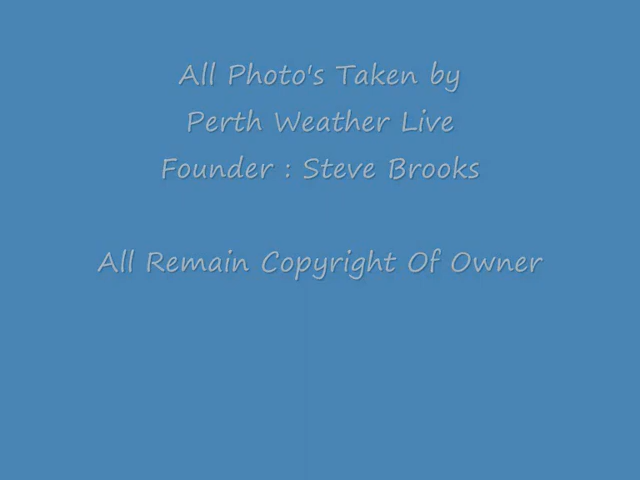 All Photo's Taken by
Perth Weather Live
Founder : Steve Brooks
All Remain Copyright Of Owner